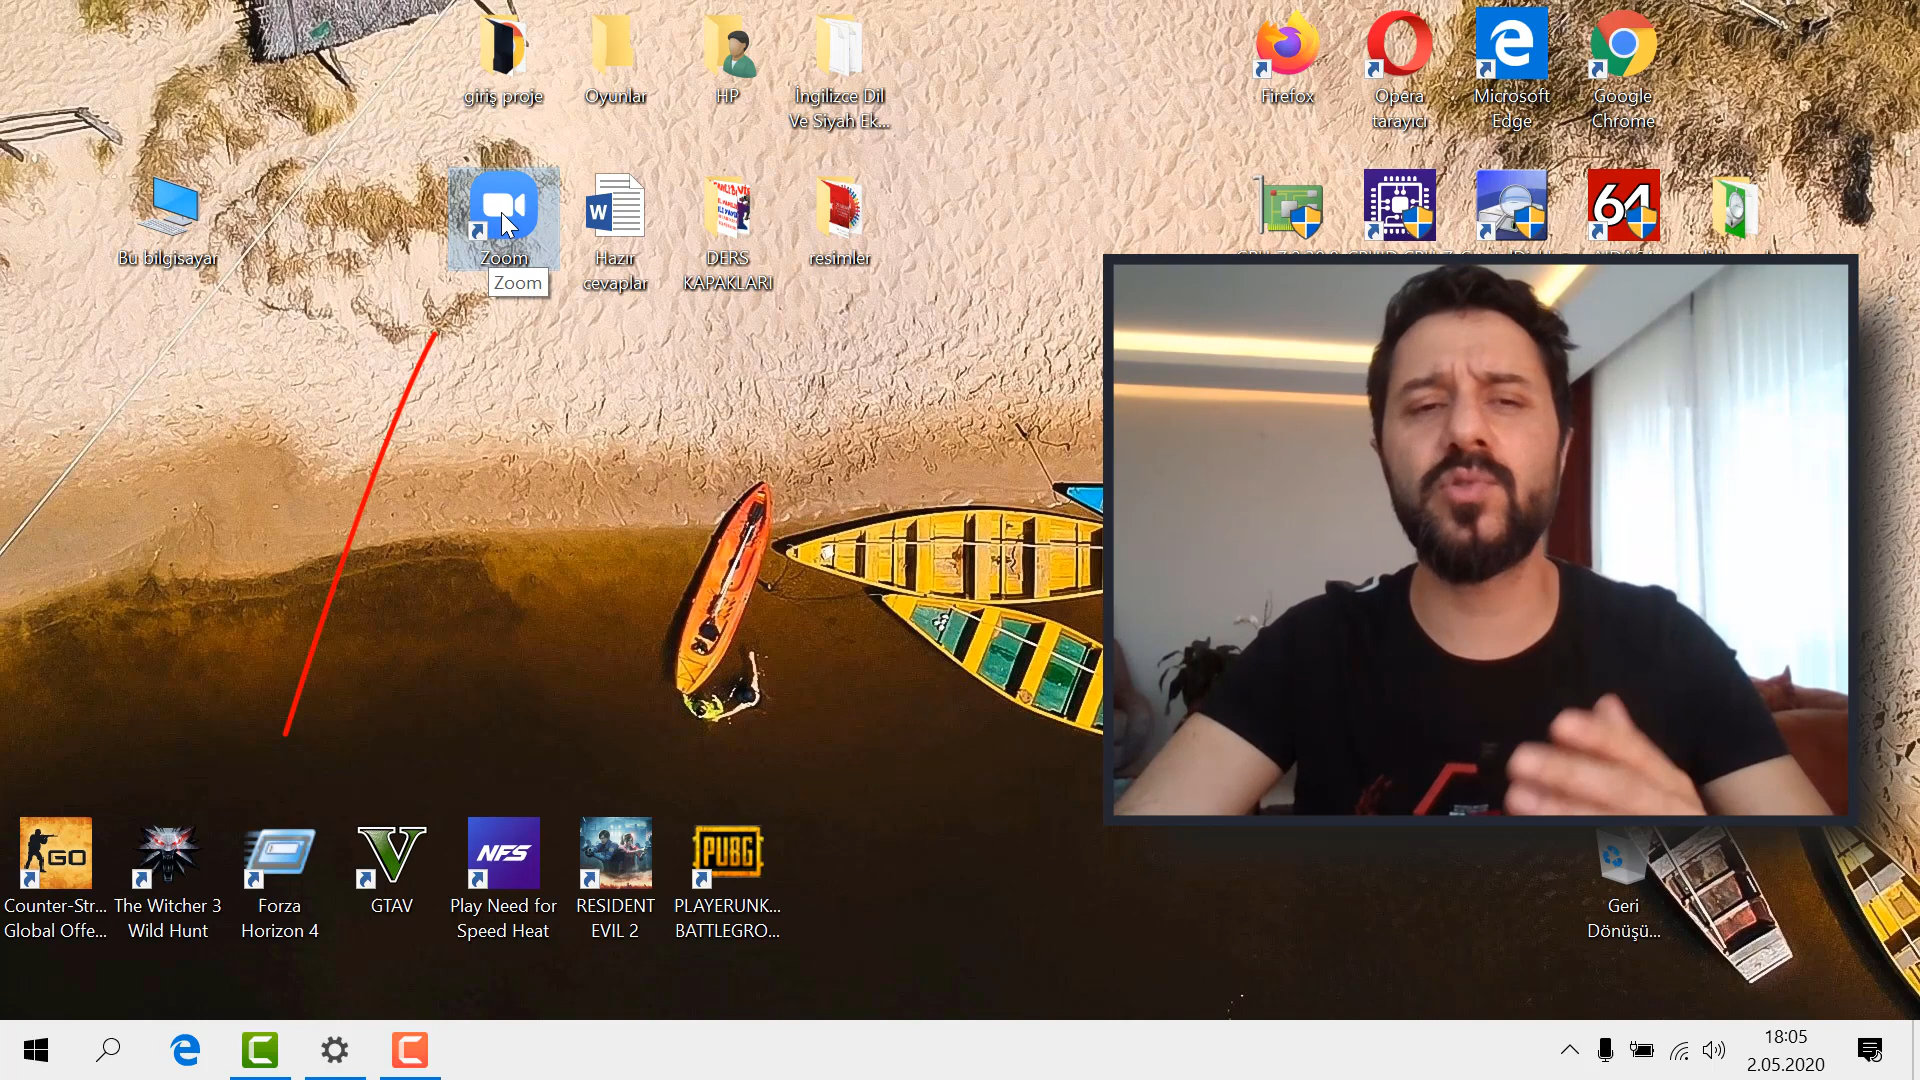 giriş proje
Oyunlar
HP
İngilizce Dil
Ve Siyah Ek...
Firefox
Opera
tarayıcı
Microsoft
Edge
Google
Chrome
Bu bilgisayar
Zoom
Zoom
W
Hazır
cevaplar
DERS
KAPAKLARI
resimler
64
GO
NFS
PUBG
Counter-Str...
Global Offe...
The Witcher 3
Wild Hunt
Forza
Horizon 4
GTAV
Play Need for
Speed Heat
RESIDENT
EVIL 2
PLAYERUNK...
BATTLEGRO...
Geri
Dönüşü...
18:05
2.05.2020